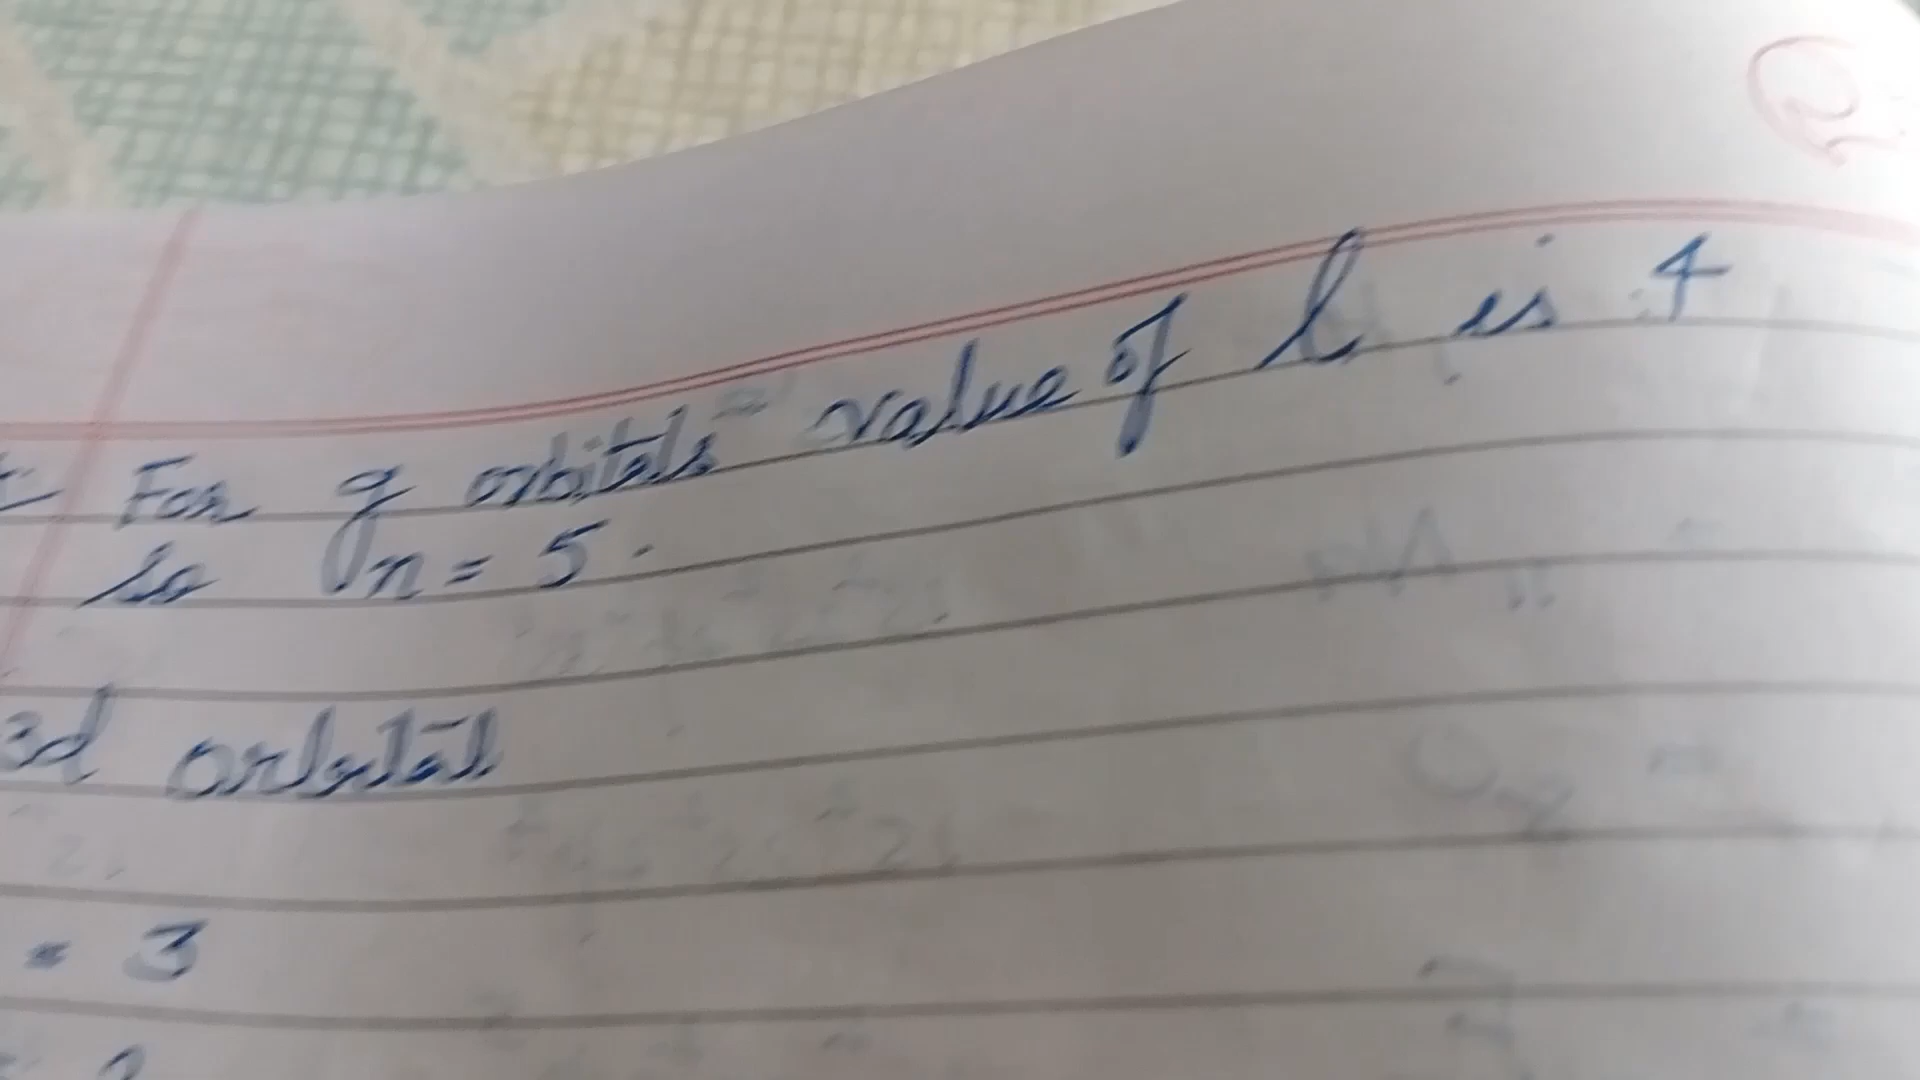 For g orbitals value of l is 4
so n = 5.
3d orbital
= 3